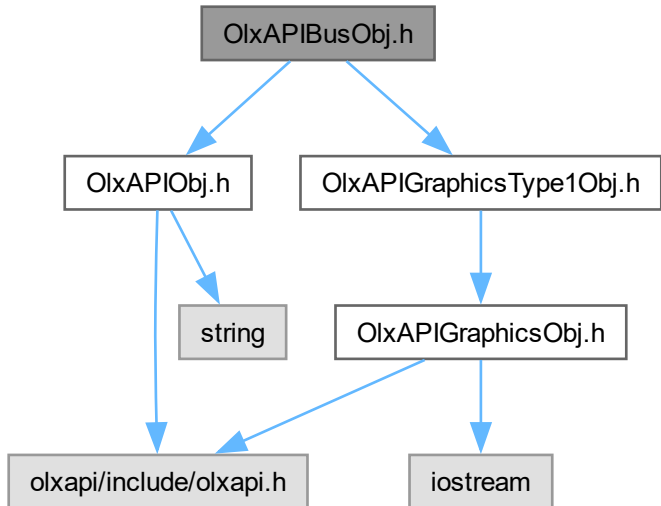 OlxAPIBusObj.h
OlxAPIObj.h
OlxAPIGraphicsType1Obj.h
string
OlxAPIGraphicsObj.h
olxapi/include/olxapi.h
iostream